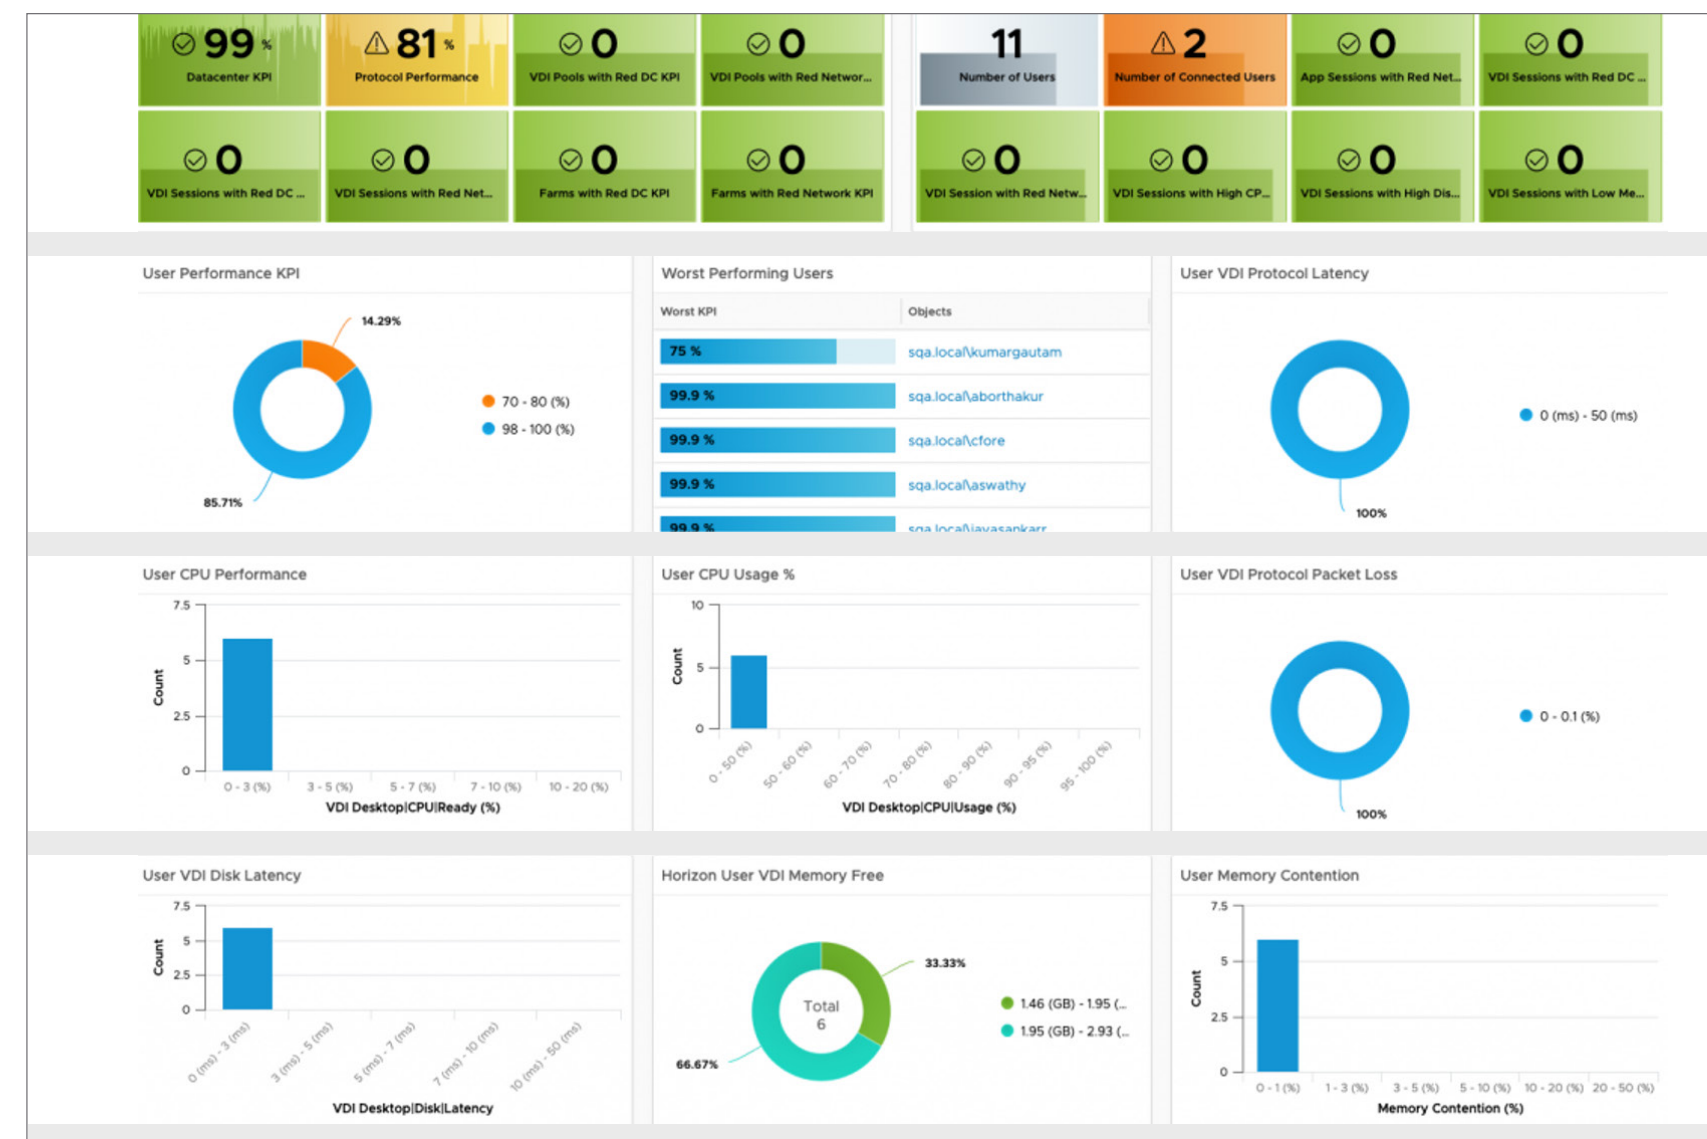 99 %
Datacenter KPI
81 %
Protocol Performance
0
VDI Pools with Red DC KPI
0
VDI Pools with Red Networ...
11
Number of Users
2
Number of Connected Users
0
App Sessions with Red Net...
0
VDI Sessions with Red DC ...
0
VDI Sessions with Red DC ...
0
VDI Sessions with Red Net...
0
Farms with Red DC KPI
0
Farms with Red Network KPI
0
VDI Session with Red Netw...
0
VDI Sessions with High CP...
0
VDI Sessions with High Dis...
0
VDI Sessions with Low Me...
User Performance KPI
14.29%
70 - 80 (%)
98 - 100 (%)
85.71%
Worst Performing Users
Worst KPI Objects
75 % sqa.local\kumargautam
99.9 % sqa.local\aborthakur
99.9 % sqa.local\cfore
99.9 % sqa.local\aswathy
99.9 % sqa.local\jayasankarr
User VDI Protocol Latency
0 (ms) - 50 (ms)
100%
User CPU Performance
7.5
5
2.5
0
Count
0 - 3 (%) 3 - 5 (%) 5 - 7 (%) 7 - 10 (%) 10 - 20 (%)
VDI Desktop|CPU|Ready (%)
User CPU Usage %
10
5
0
Count
0 - 50 (%) 50 - 60 (%) 60 - 70 (%) 70 - 80 (%) 80 - 90 (%) 90 - 95 (%) 95 - 100 (%)
VDI Desktop|CPU|Usage (%)
User VDI Protocol Packet Loss
0 - 0.1 (%)
100%
User VDI Disk Latency
7.5
5
2.5
0
Count
0 (ms) - 3 (ms) 3 (ms) - 5 (ms) 5 (ms) - 7 (ms) 7 (ms) - 10 (ms) 10 (ms) - 50 (ms)
VDI Desktop|Disk|Latency
Horizon User VDI Memory Free
33.33%
Total
6
1.46 (GB) - 1.95 (...
1.95 (GB) - 2.93 (...
66.67%
User Memory Contention
7.5
5
2.5
0
Count
0 - 1 (%) 1 - 3 (%) 3 - 5 (%) 5 - 10 (%) 10 - 20 (%) 20 - 50 (%)
Memory Contention (%)